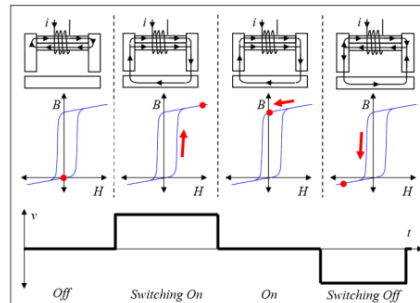 i i i i
B B B B
H H H H
v t
Off Switching On On Switching Off